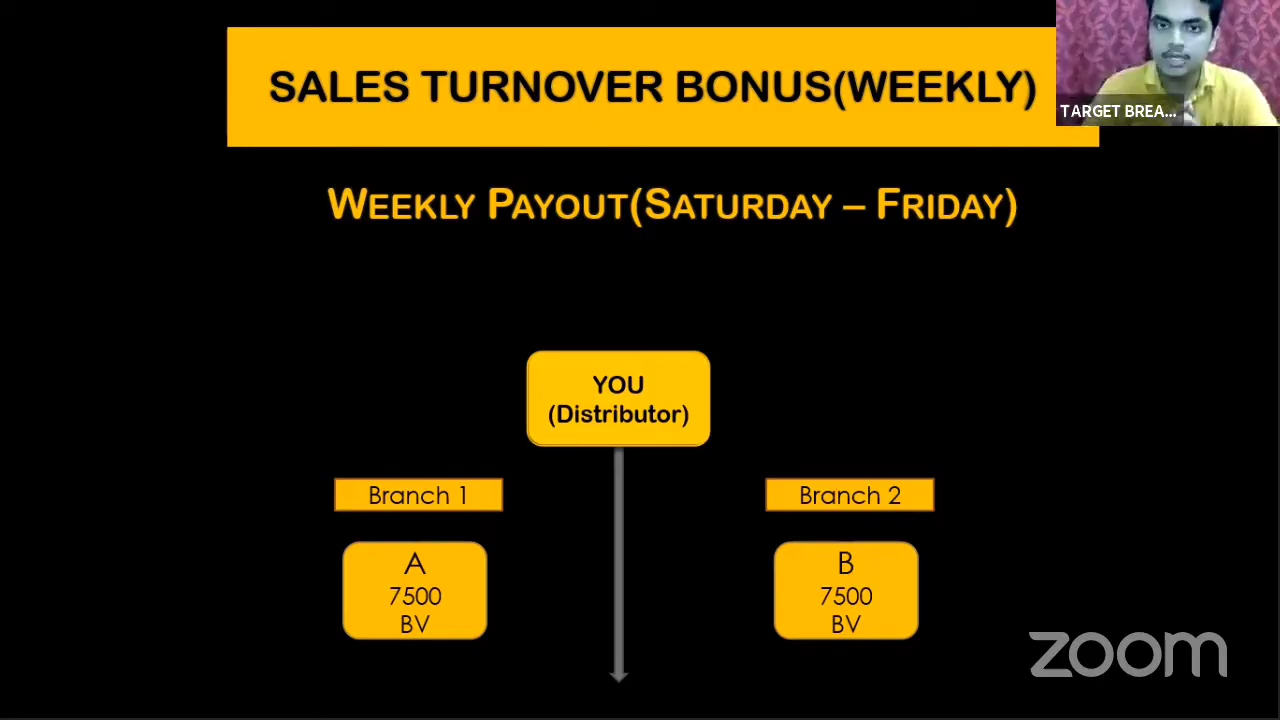 SALES TURNOVER BONUS(WEEKLY)
TARGET BREA...
WEEKLY PAYOUT(SATURDAY – FRIDAY)
YOU
(Distributor)
Branch 1
Branch 2
A
7500
BV
B
7500
BV
zoom